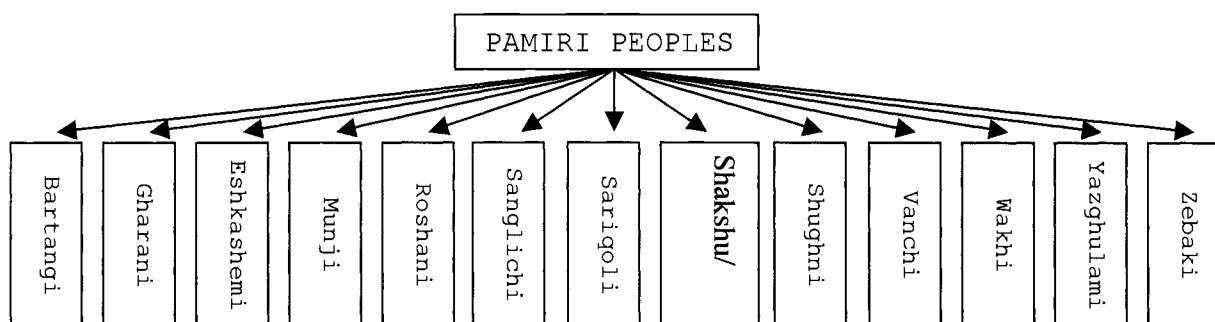 PAMIRI PEOPLES
Bartangi
Gharani
Eshkashemi
Munji
Roshani
Sanglichi
Sariqoli
Shakshu/
Shughni
Vanchi
Wakhi
Yazghulami
Zebaki